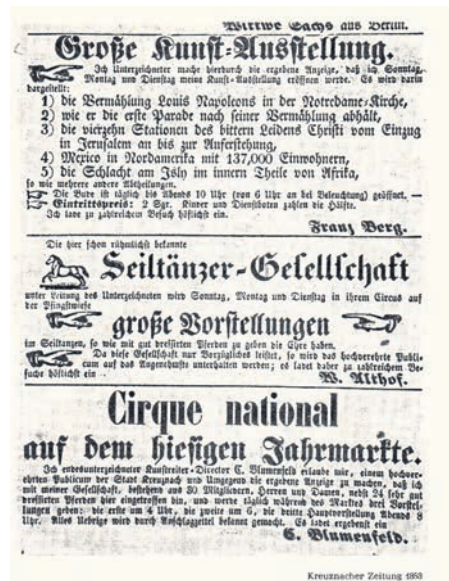 Wittwe Sachs aus Berlin.
Große Kunst-Ausstellung.
Ich Unterzeichneter mache hierdurch die ergebene Anzeige, daß ich Sonntag,
Montag und Dienstag meine Kunst-Ausstellung eröffnen werde. Es wird darin
dargestellt:
1) die Vermählung Louis Napoleons in der Notredame-Kirche,
2) wie er die erste Parade nach seiner Vermählung abhält,
3) die vierzehn Stationen des bittern Leidens Christi vom Einzug
in Jerusalem an bis zur Auferstehung,
4) Mexico in Nordamerika mit 137,000 Einwohnern,
5) die Schlacht am Isly im innern Theile von Afrika,
so wie mehrere andere Abtheilungen.
Die Bude ist täglich bis Abends 10 Uhr (von 6 Uhr an bei Beleuchtung) geöffnet. —
Eintrittspreis: 2 Sgr. Kinder und Dienstboten zahlen die Hälfte.
Ich lade zu zahlreichem Besuch höflichst ein.
Franz Berg.
Die hier schon rühmlichst bekannte
Seiltänzer-Gesellschaft
unter Leitung des Unterzeichneten wird Sonntag, Montag und Dienstag in ihrem Circus auf
der Pfingstwiese
große Vorstellungen
im Seiltanzen, so wie mit gut dressirten Pferden zu geben die Ehre haben.
Da diese Gesellschaft nur Vorzügliches leistet, so wird das hochverehrte Publi-
cum auf das Angenehmste unterhalten werden; es ladet daher zu zahlreichem Be-
suche höflichst ein
W. Althof.
Cirque national
auf dem hiesigen Jahrmarkte.
Ich endesunterzeichneter Kunstreiter-Director C. Blumenfeld erlaube mir, einem hochver-
ehrten Publicum der Stadt Kreuznach und Umgegend die ergebene Anzeige zu machen, daß ich
mit meiner Gesellschaft, bestehend aus 30 Mitgliedern, Herren und Damen, nebst 24 sehr gut
dressirten Pferden hier eingetroffen bin, und werde täglich während des Marktes drei Vorstel-
lungen geben: die erste um 4 Uhr, die zweite um 6, die dritte Hauptvorstellung Abends 8
Uhr. Alles Uebrige wird durch Anschlagzettel bekannt gemacht. Es ladet ergebenst ein
C. Blumenfeld.
Kreuznacher Zeitung 1853